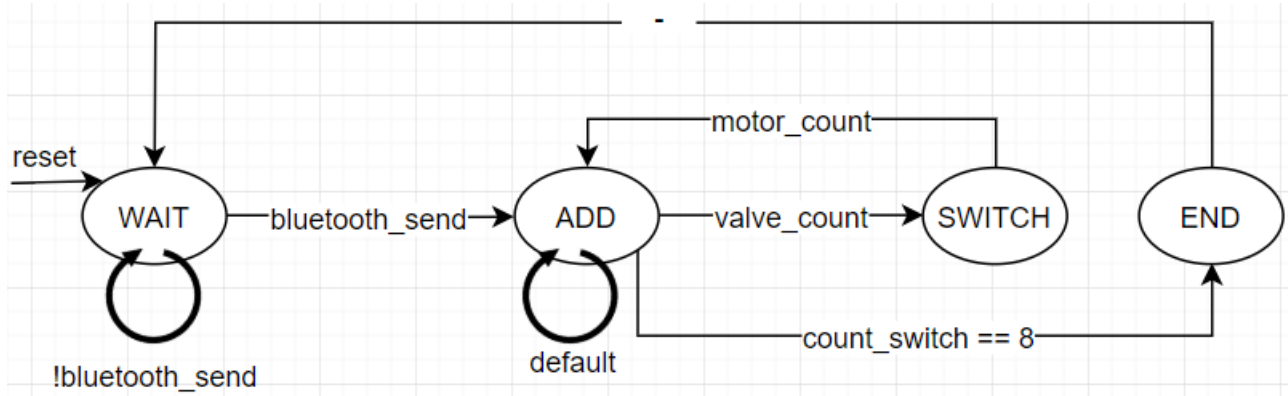 -
motor_count
reset
WAIT
bluetooth_send
ADD
valve_count
SWITCH
END
count_switch == 8
default
!bluetooth_send